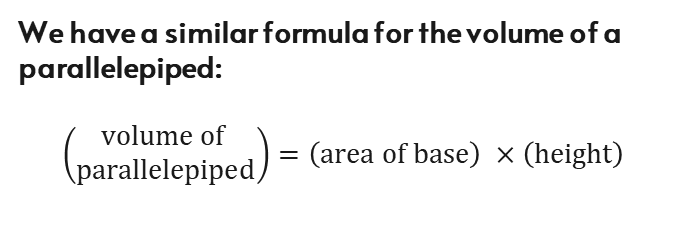 We have a similar formula for the volume of a
parallelepiped:
(volume of
parallelepiped) = (area of base) × (height)